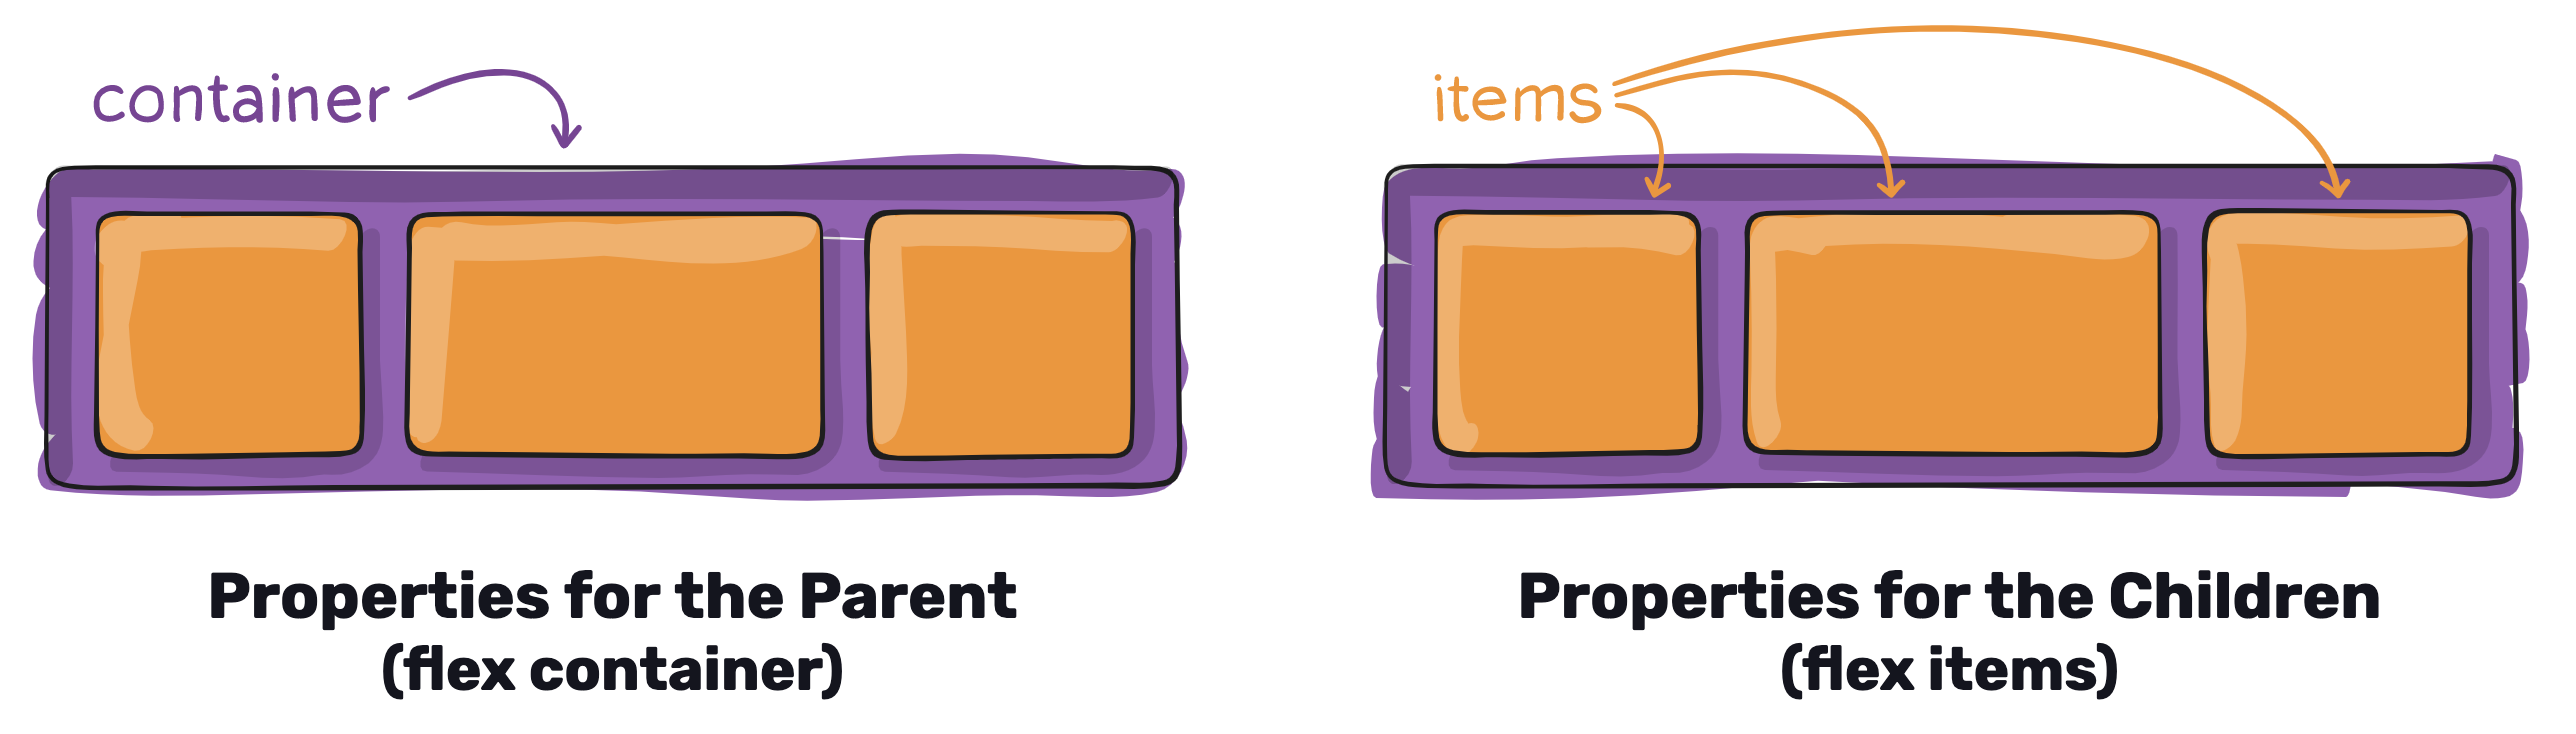 container
Properties for the Parent
(flex container)
items
Properties for the Children
(flex items)